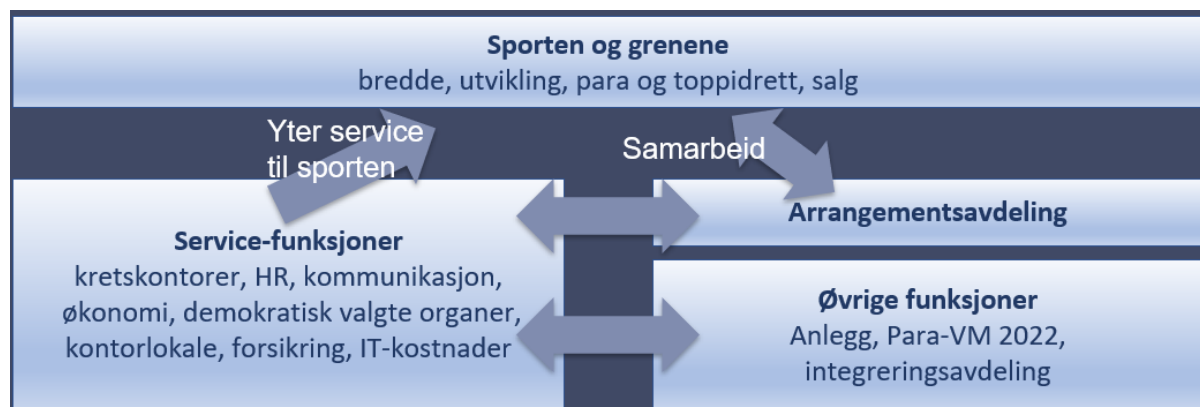 Sporten og grenene
bredde, utvikling, para og toppidrett, salg
Yter service
til sporten
Samarbeid
Service-funksjoner
kretskontorer, HR, kommunikasjon,
økonomi, demokratisk valgte organer,
kontorlokale, forsikring, IT-kostnader
Arrangementsavdeling
Øvrige funksjoner
Anlegg, Para-VM 2022,
integreringsavdeling